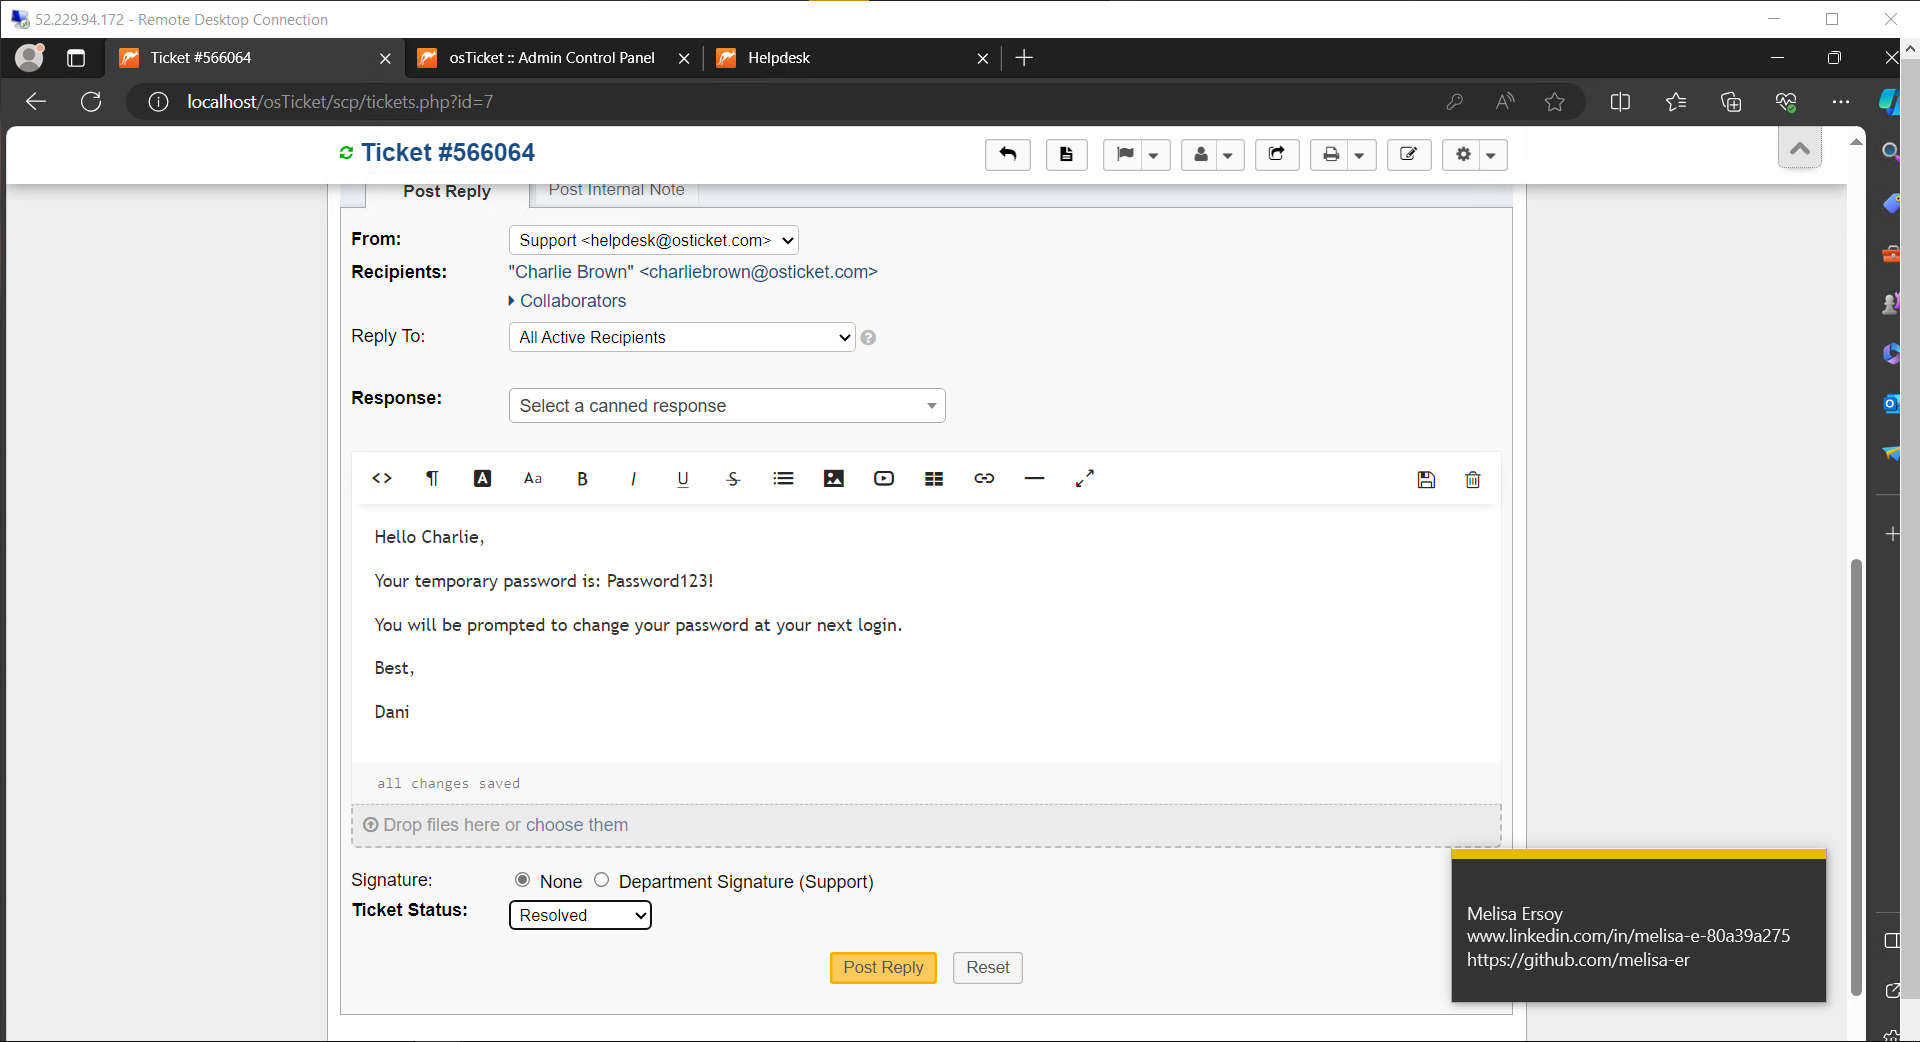 52.229.94.172 - Remote Desktop Connection
Ticket #566064
osTicket :: Admin Control Panel
Helpdesk
localhost/osTicket/scp/tickets.php?id=7
Ticket #566064
Post Reply
Post Internal Note
From:
Support <helpdesk@osticket.com>
Recipients:
"Charlie Brown" <charliebrown@osticket.com>
Collaborators
Reply To:
All Active Recipients
Response:
Select a canned response
Hello Charlie,
Your temporary password is: Password123!
You will be prompted to change your password at your next login.
Best,
Dani
all changes saved
Drop files here or choose them
Signature:
None
Department Signature (Support)
Ticket Status:
Resolved
Post Reply
Reset
Melisa Ersoy
www.linkedin.com/in/melisa-e-80a39a275
https://github.com/melisa-er